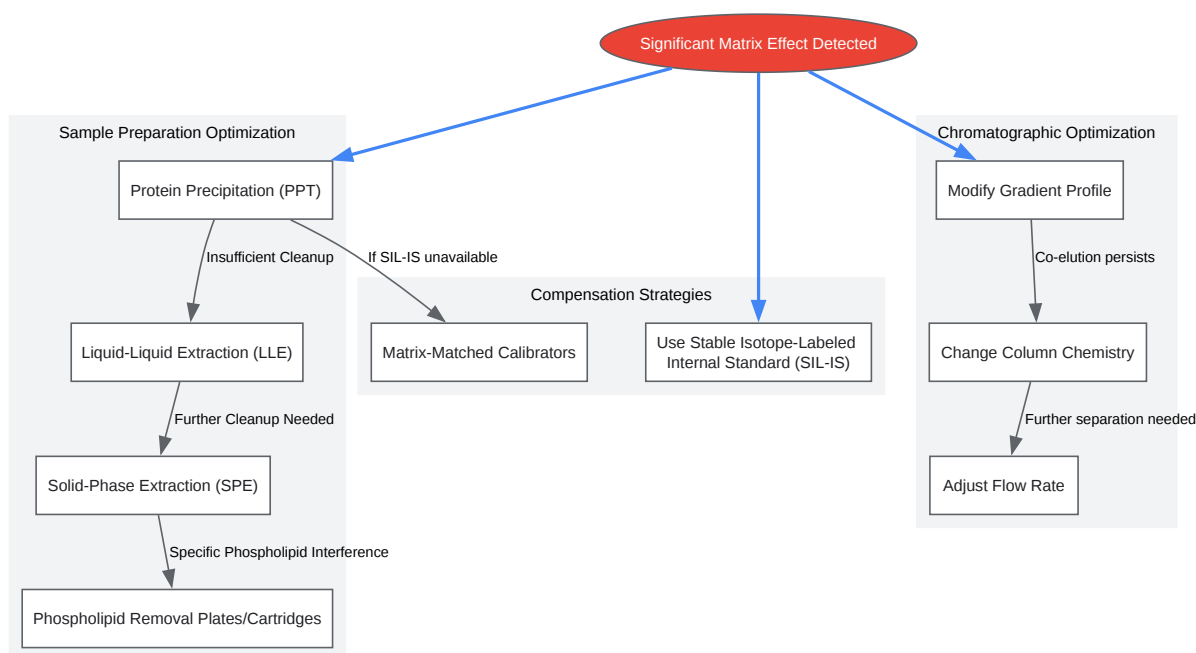 Significant Matrix Effect Detected
Sample Preparation Optimization
Chromatographic Optimization
Protein Precipitation (PPT)
Modify Gradient Profile
Insufficient Cleanup
If SIL-IS unavailable
Co-elution persists
Compensation Strategies
Liquid-Liquid Extraction (LLE)
Matrix-Matched Calibrators
Use Stable Isotope-Labeled
Internal Standard (SIL-IS)
Change Column Chemistry
Further Cleanup Needed
Further separation needed
Solid-Phase Extraction (SPE)
Adjust Flow Rate
Specific Phospholipid Interference
Phospholipid Removal Plates/Cartridges